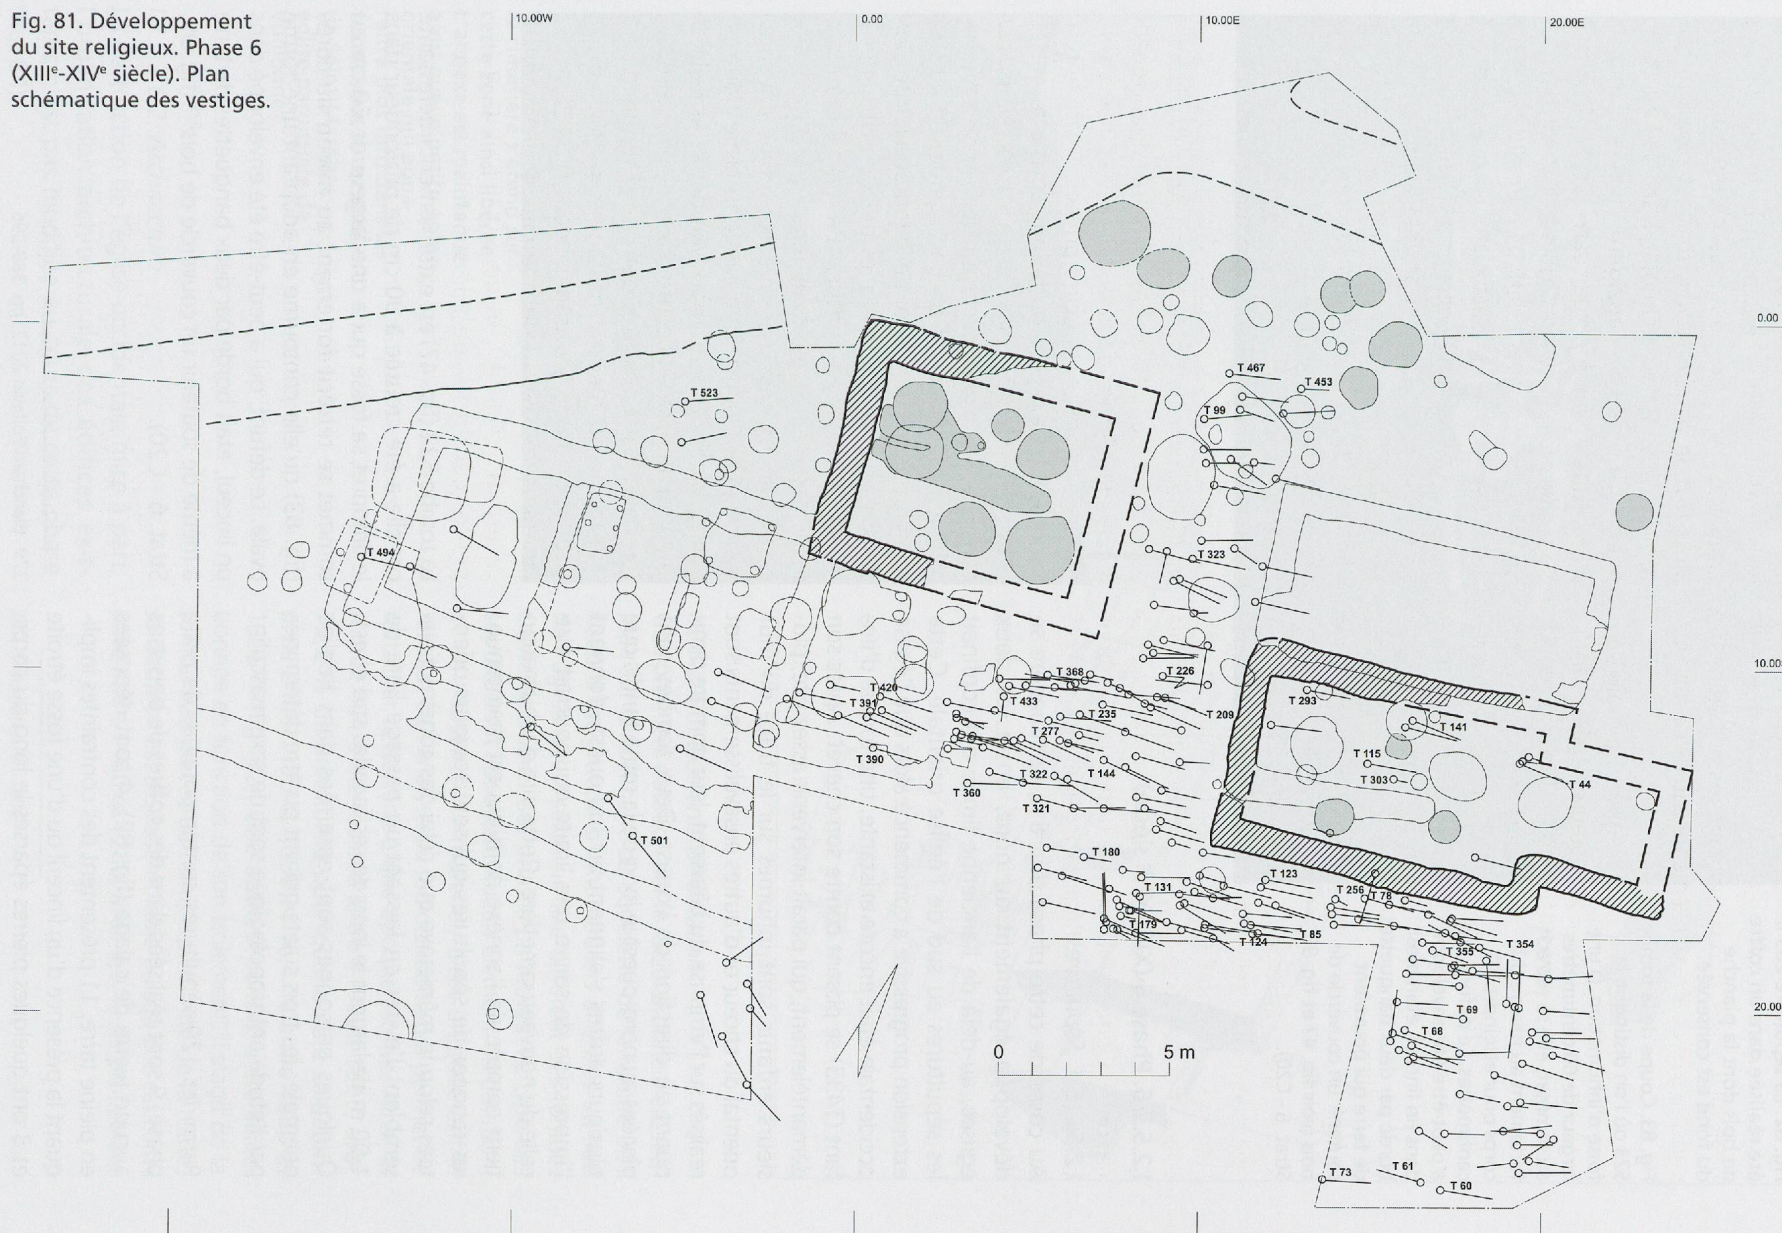 Fig. 81. Développement
du site religieux. Phase 6
(XIIIᵉ-XIVᵉ siècle). Plan
schématique des vestiges.
10.00W
0.00
10.00E
20.00E
0.00
T 467
T 453
T 523
T 99
T 494
T 323
10.00
T 368
T 226
T 420
T 391
T 433
T 235
T 209
T 293
T 277
T 141
T 390
T 115
T 322
T 144
T 303
T 44
T 360
T 321
T 501
T 180
T 131
T 123
T 256
T 78
T 179
T 124
T 85
T 354
T 355
20.00
T 69
T 68
0
5 m
T 73
T 61
T 60